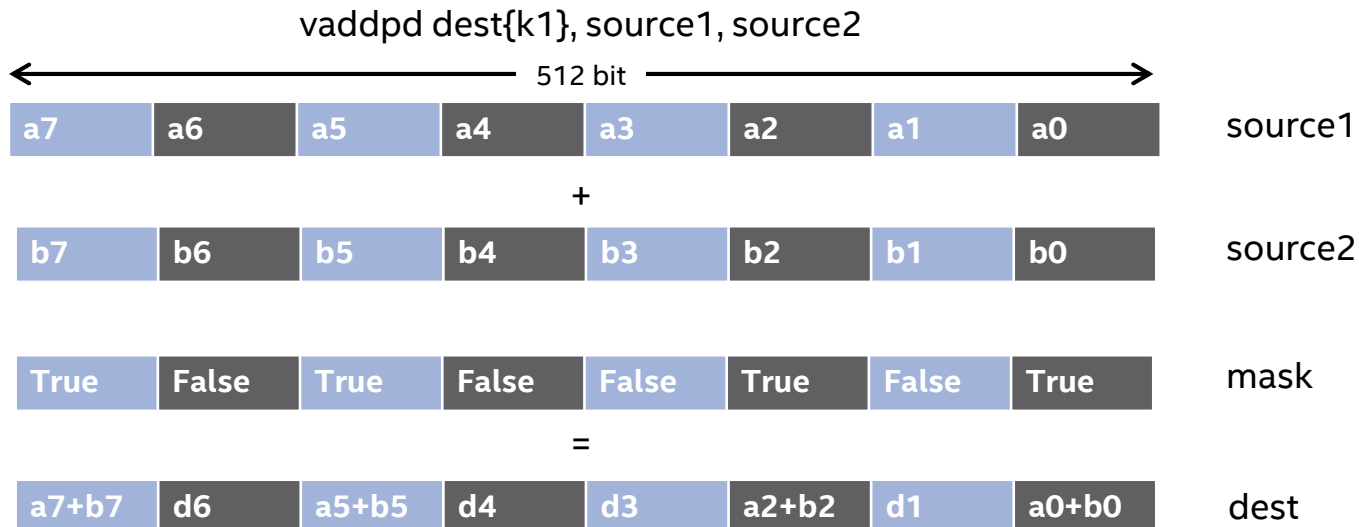 vaddpd dest{k1}, source1, source2
512 bit
a7 a6 a5 a4 a3 a2 a1 a0 source1
+
b7 b6 b5 b4 b3 b2 b1 b0 source2
True False True False False True False True mask
=
a7+b7 d6 a5+b5 d4 d3 a2+b2 d1 a0+b0 dest